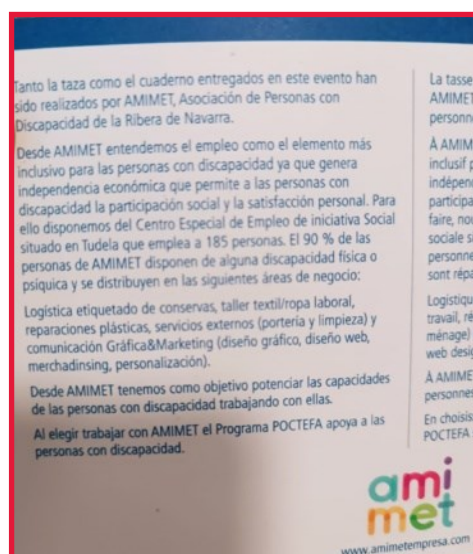 Tanto la taza como el cuaderno entregados en este evento han
sido realizados por AMIMET, Asociación de Personas con
Discapacidad de la Ribera de Navarra.
Desde AMIMET entendemos el empleo como el elemento más
inclusivo para las personas con discapacidad ya que genera
independencia económica que permite a las personas con
discapacidad la participación social y la satisfacción personal. Para
ello disponemos del Centro Especial de Empleo de iniciativa Social
situado en Tudela que emplea a 185 personas. El 90 % de las
personas de AMIMET disponen de alguna discapacidad física o
psíquica y se distribuyen en las siguientes áreas de negocio:
Logística etiquetado de conservas, taller textil/ropa laboral,
reparaciones plásticas, servicios externos (portería y limpieza) y
comunicación Gráfica&Marketing (diseño gráfico, diseño web,
merchadinsing, personalización).
Desde AMIMET tenemos como objetivo potenciar las capacidades
de las personas con discapacidad trabajando con ellas.
Al elegir trabajar con AMIMET el Programa POCTEFA apoya a las
personas con discapacidad.
La tasse
AMIMET
personn
À AMIM
inclusif p
indépen
participa
faire, nou
sociale s
personne
sont répa
Logistiqu
travail, ré
ménage)
web desig
À AMIME
personnes
En choisis
POCTEFA
ami
met
www.amimetempresa.com